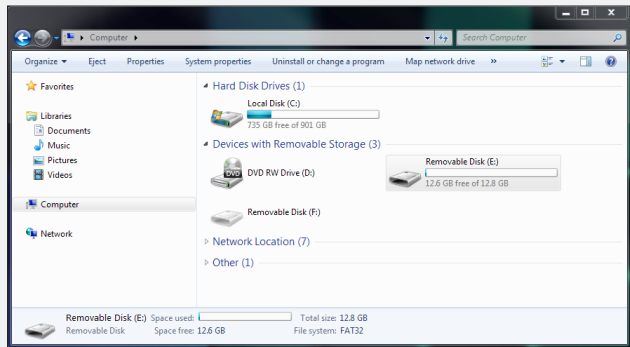 Computer
Search Computer
Organize Eject Properties System properties Uninstall or change a program Map network drive »
Favorites
Libraries
Documents
Music
Pictures
Videos
Computer
Network
Hard Disk Drives (1)
Local Disk (C:)
735 GB free of 901 GB
Devices with Removable Storage (3)
DVD
DVD RW Drive (D:)
Removable Disk (E:)
12.6 GB free of 12.8 GB
Removable Disk (F:)
Network Location (7)
Other (1)
Removable Disk (E:) Space used: Total size: 12.8 GB
Removable Disk Space free: 12.6 GB File system: FAT32